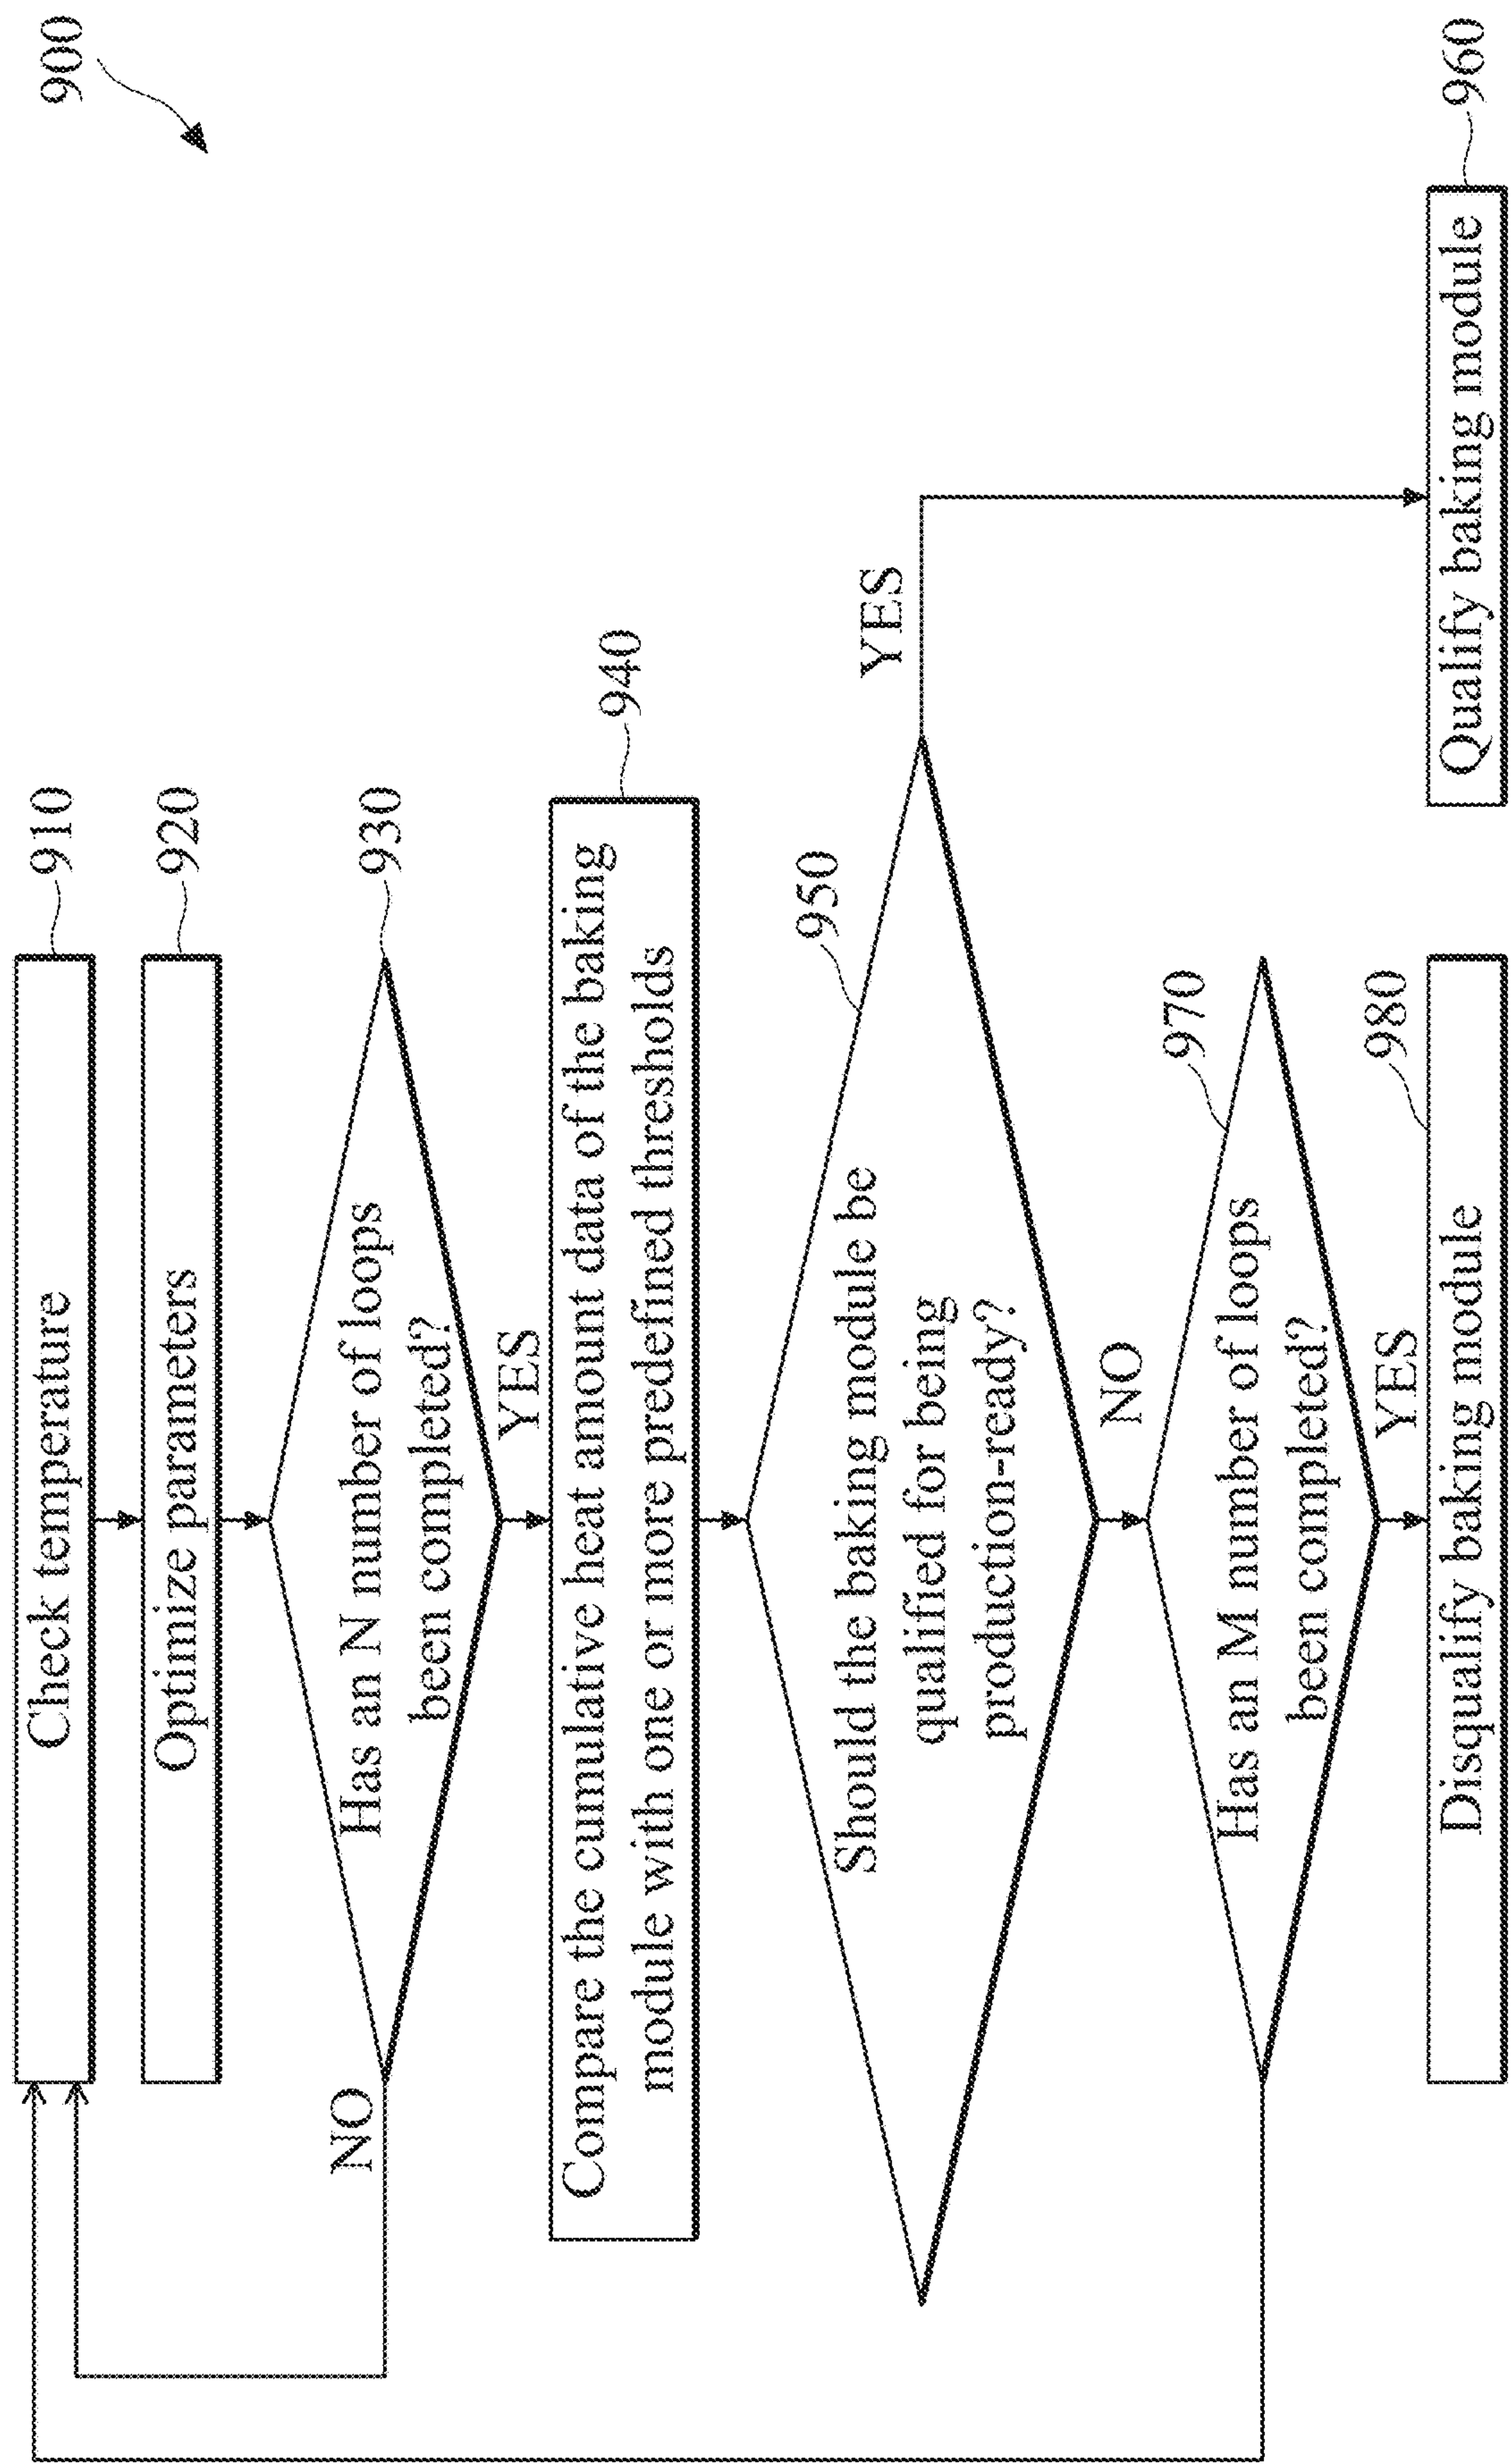 900
Check temperature
910
Optimize parameters
920
Has an N number of loops
been completed?
930
NO
YES
Compare the cumulative heat amount data of the baking
module with one or more predefined thresholds
940
Should the baking module be
qualified for being
production-ready?
950
YES
NO
Has an M number of loops
been completed?
970
YES
Disqualify baking module
980
Qualify baking module
960